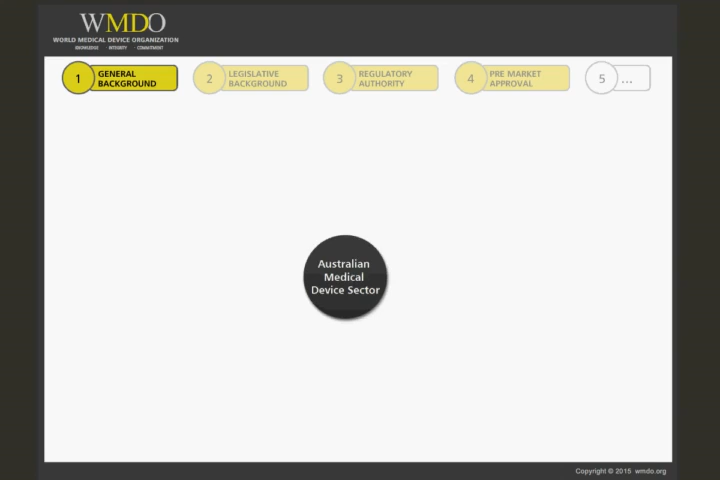 WMDO
WORLD MEDICAL DEVICE ORGANIZATION
KNOWLEDGE · INTEGRITY · COMMITMENT
1 GENERAL
BACKGROUND
2 LEGISLATIVE
BACKGROUND
3 REGULATORY
AUTHORITY
4 PRE MARKET
APPROVAL
5 ...
Australian
Medical
Device Sector
Copyright © 2015 wmdo.org